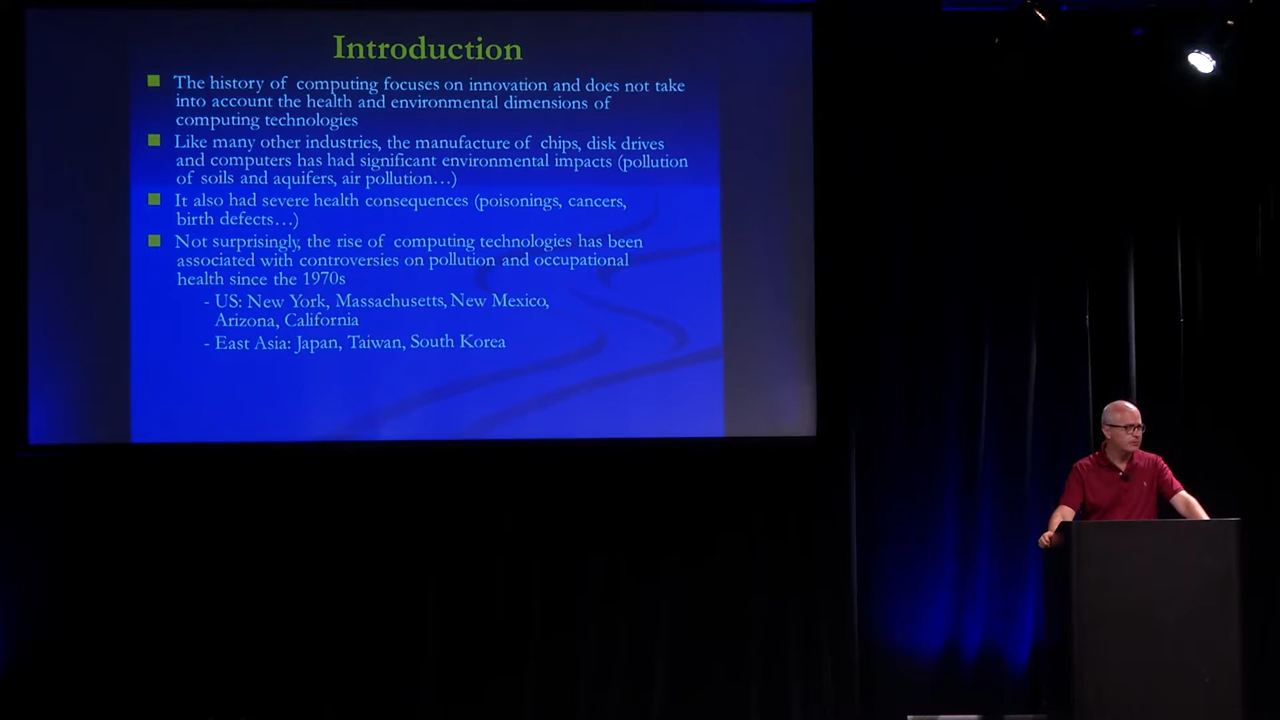 Introduction
The history of computing focuses on innovation and does not take
into account the health and environmental dimensions of
computing technologies
Like many other industries, the manufacture of chips, disk drives
and computers has had significant environmental impacts (pollution
of soils and aquifers, air pollution…)
It also had severe health consequences (poisonings, cancers,
birth defects…)
Not surprisingly, the rise of computing technologies has been
associated with controversies on pollution and occupational
health since the 1970s
- US: New York, Massachusetts, New Mexico,
Arizona, California
- East Asia: Japan, Taiwan, South Korea